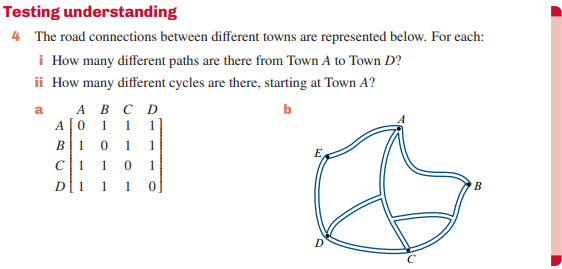 Testing understanding
4 The road connections between different towns are represented below. For each:
i How many different paths are there from Town A to Town D?
ii How many different cycles are there, starting at Town A?
a
A B C D
A [0 1 1 1]
B 1 0 1 1
C 1 1 0 1
D [1 1 1 0]
b
A
E
B
D
C